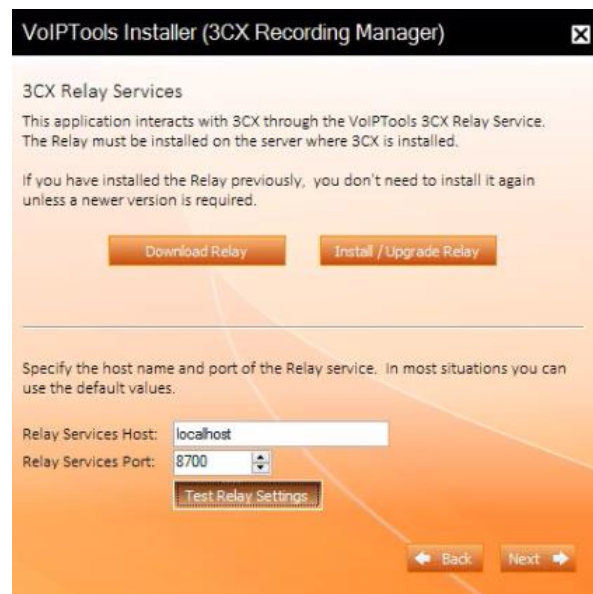 VoIPTools Installer (3CX Recording Manager)
3CX Relay Services
This application interacts with 3CX through the VoIPTools 3CX Relay Service.
The Relay must be installed on the server where 3CX is installed.
If you have installed the Relay previously, you don't need to install it again
unless a newer version is required.
Download Relay
Install / Upgrade Relay
Specify the host name and port of the Relay service. In most situations you can
use the default values.
Relay Services Host: localhost
Relay Services Port: 8700
Test Relay Settings
Back Next